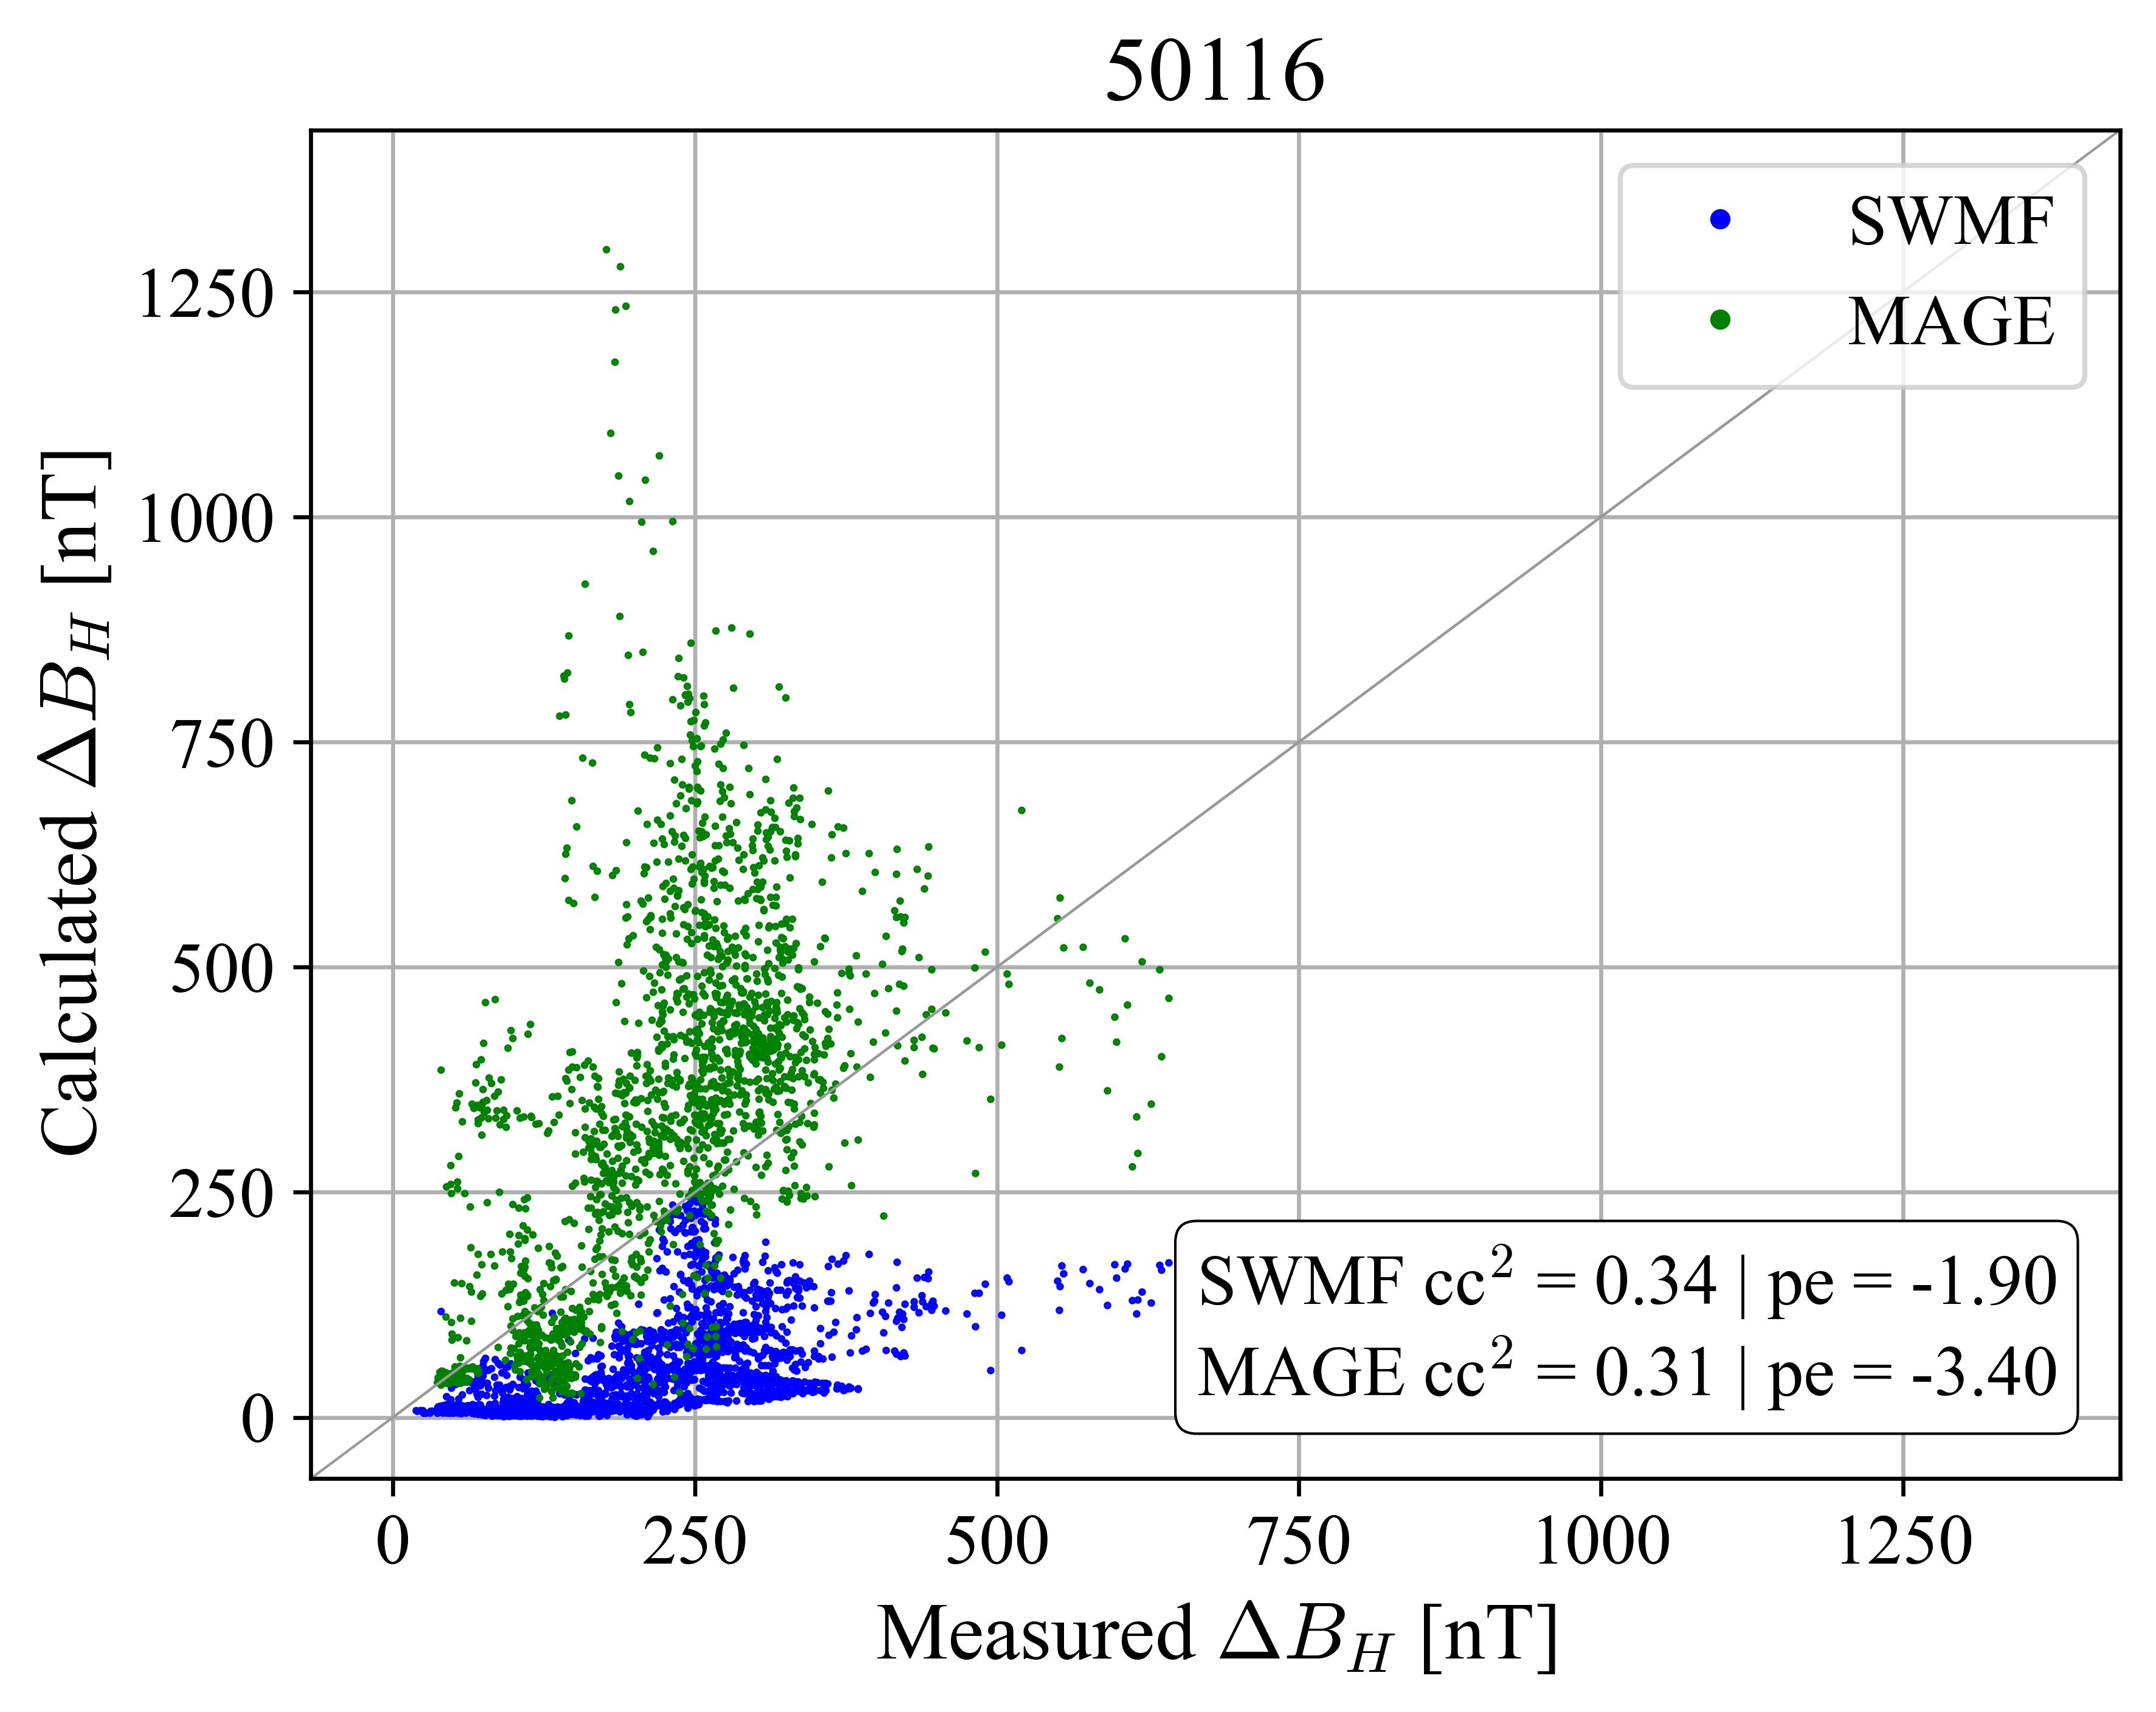 50116
SWMF
MAGE
1250
1000
750
500
250
0
Calculated ΔB_H [nT]
SWMF cc² = 0.34 | pe = -1.90
MAGE cc² = 0.31 | pe = -3.40
0 250 500 750 1000 1250
Measured ΔB_H [nT]